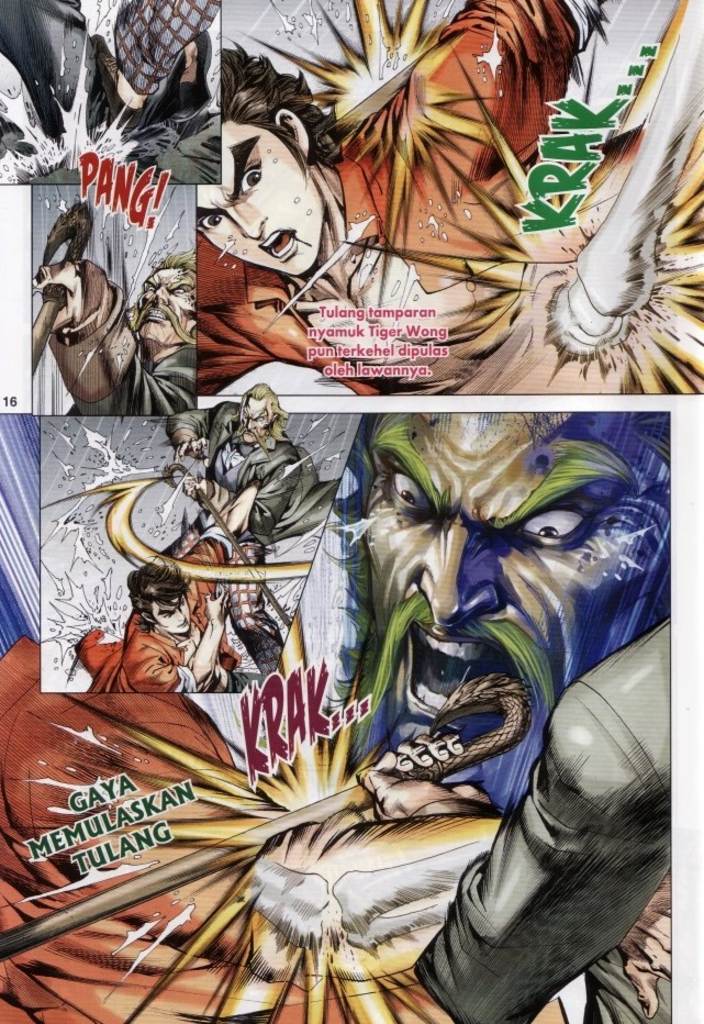 PANG!
KRAK...
Tulang tamparan
nyamuk Tiger Wong
pun terkehel dipulas
oleh lawannya.
16
KRAK...
GAYA
MEMULASKAN
TULANG